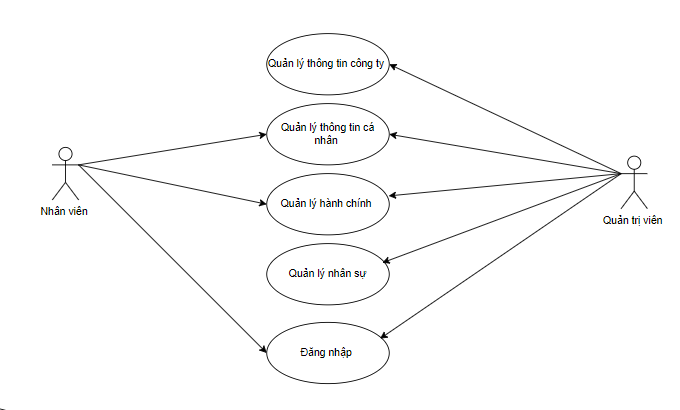 Quản lý thông tin công ty
Quản lý thông tin cá
nhân
Nhân viên
Quản lý hành chính
Quản trị viên
Quản lý nhân sự
Đăng nhập